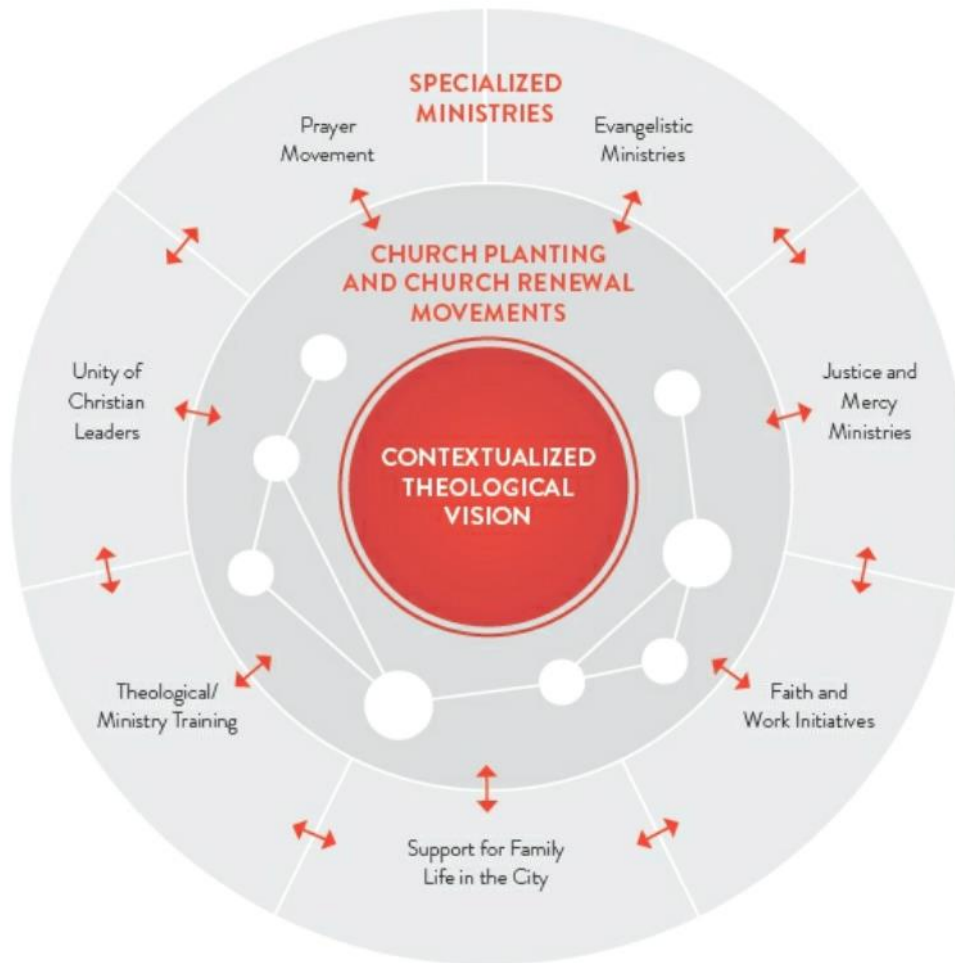 SPECIALIZED
MINISTRIES
Prayer
Movement
Evangelistic
Ministries
CHURCH PLANTING
AND CHURCH RENEWAL
MOVEMENTS
Unity of
Christian
Leaders
Justice and
Mercy
Ministries
CONTEXTUALIZED
THEOLOGICAL
VISION
Theological/
Ministry Training
Faith and
Work Initiatives
Support for Family
Life in the City